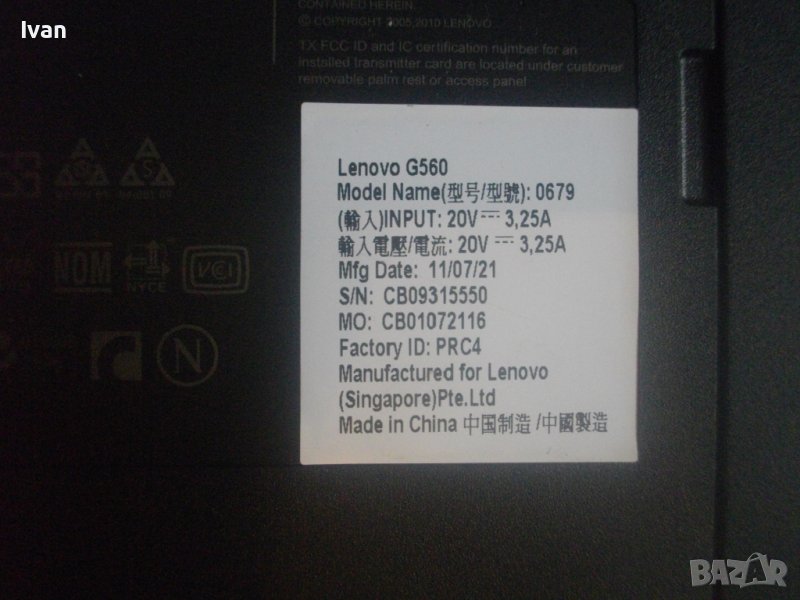 Ivan
CONTAINED HEREIN.
© COPYRIGHT 2005,2010 LENOVO
TX FCC ID and IC certification number for an
installed transmitter card are located under customer
removable palm rest or access panel
Lenovo G560
Model Name(型号/型號): 0679
(輸入)INPUT: 20V⎓ 3,25A
輸入電壓/電流: 20V ⎓ 3,25A
Mfg Date: 11/07/21
S/N: CB09315550
MO: CB01072116
Factory ID: PRC4
Manufactured for Lenovo
(Singapore)Pte.Ltd
Made in China 中国制造 /中國製造
S S
NOM NYCE VCI
N
BAZAR